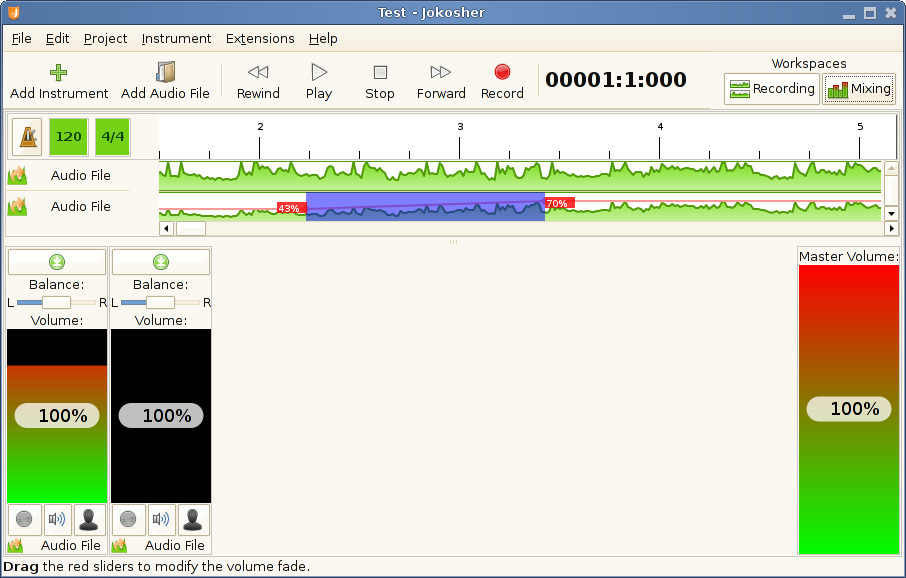 Test - Jokosher
File Edit Project Instrument Extensions Help
Add Instrument Add Audio File Rewind Play Stop Forward Record 00001:1:000
Workspaces
Recording Mixing
120 4/4
2 3 4 5
Audio File
Audio File
43% 70%
Balance: Balance:
L R L R
Volume: Volume:
100% 100%
Audio File Audio File
Master Volume:
100%
Drag the red sliders to modify the volume fade.